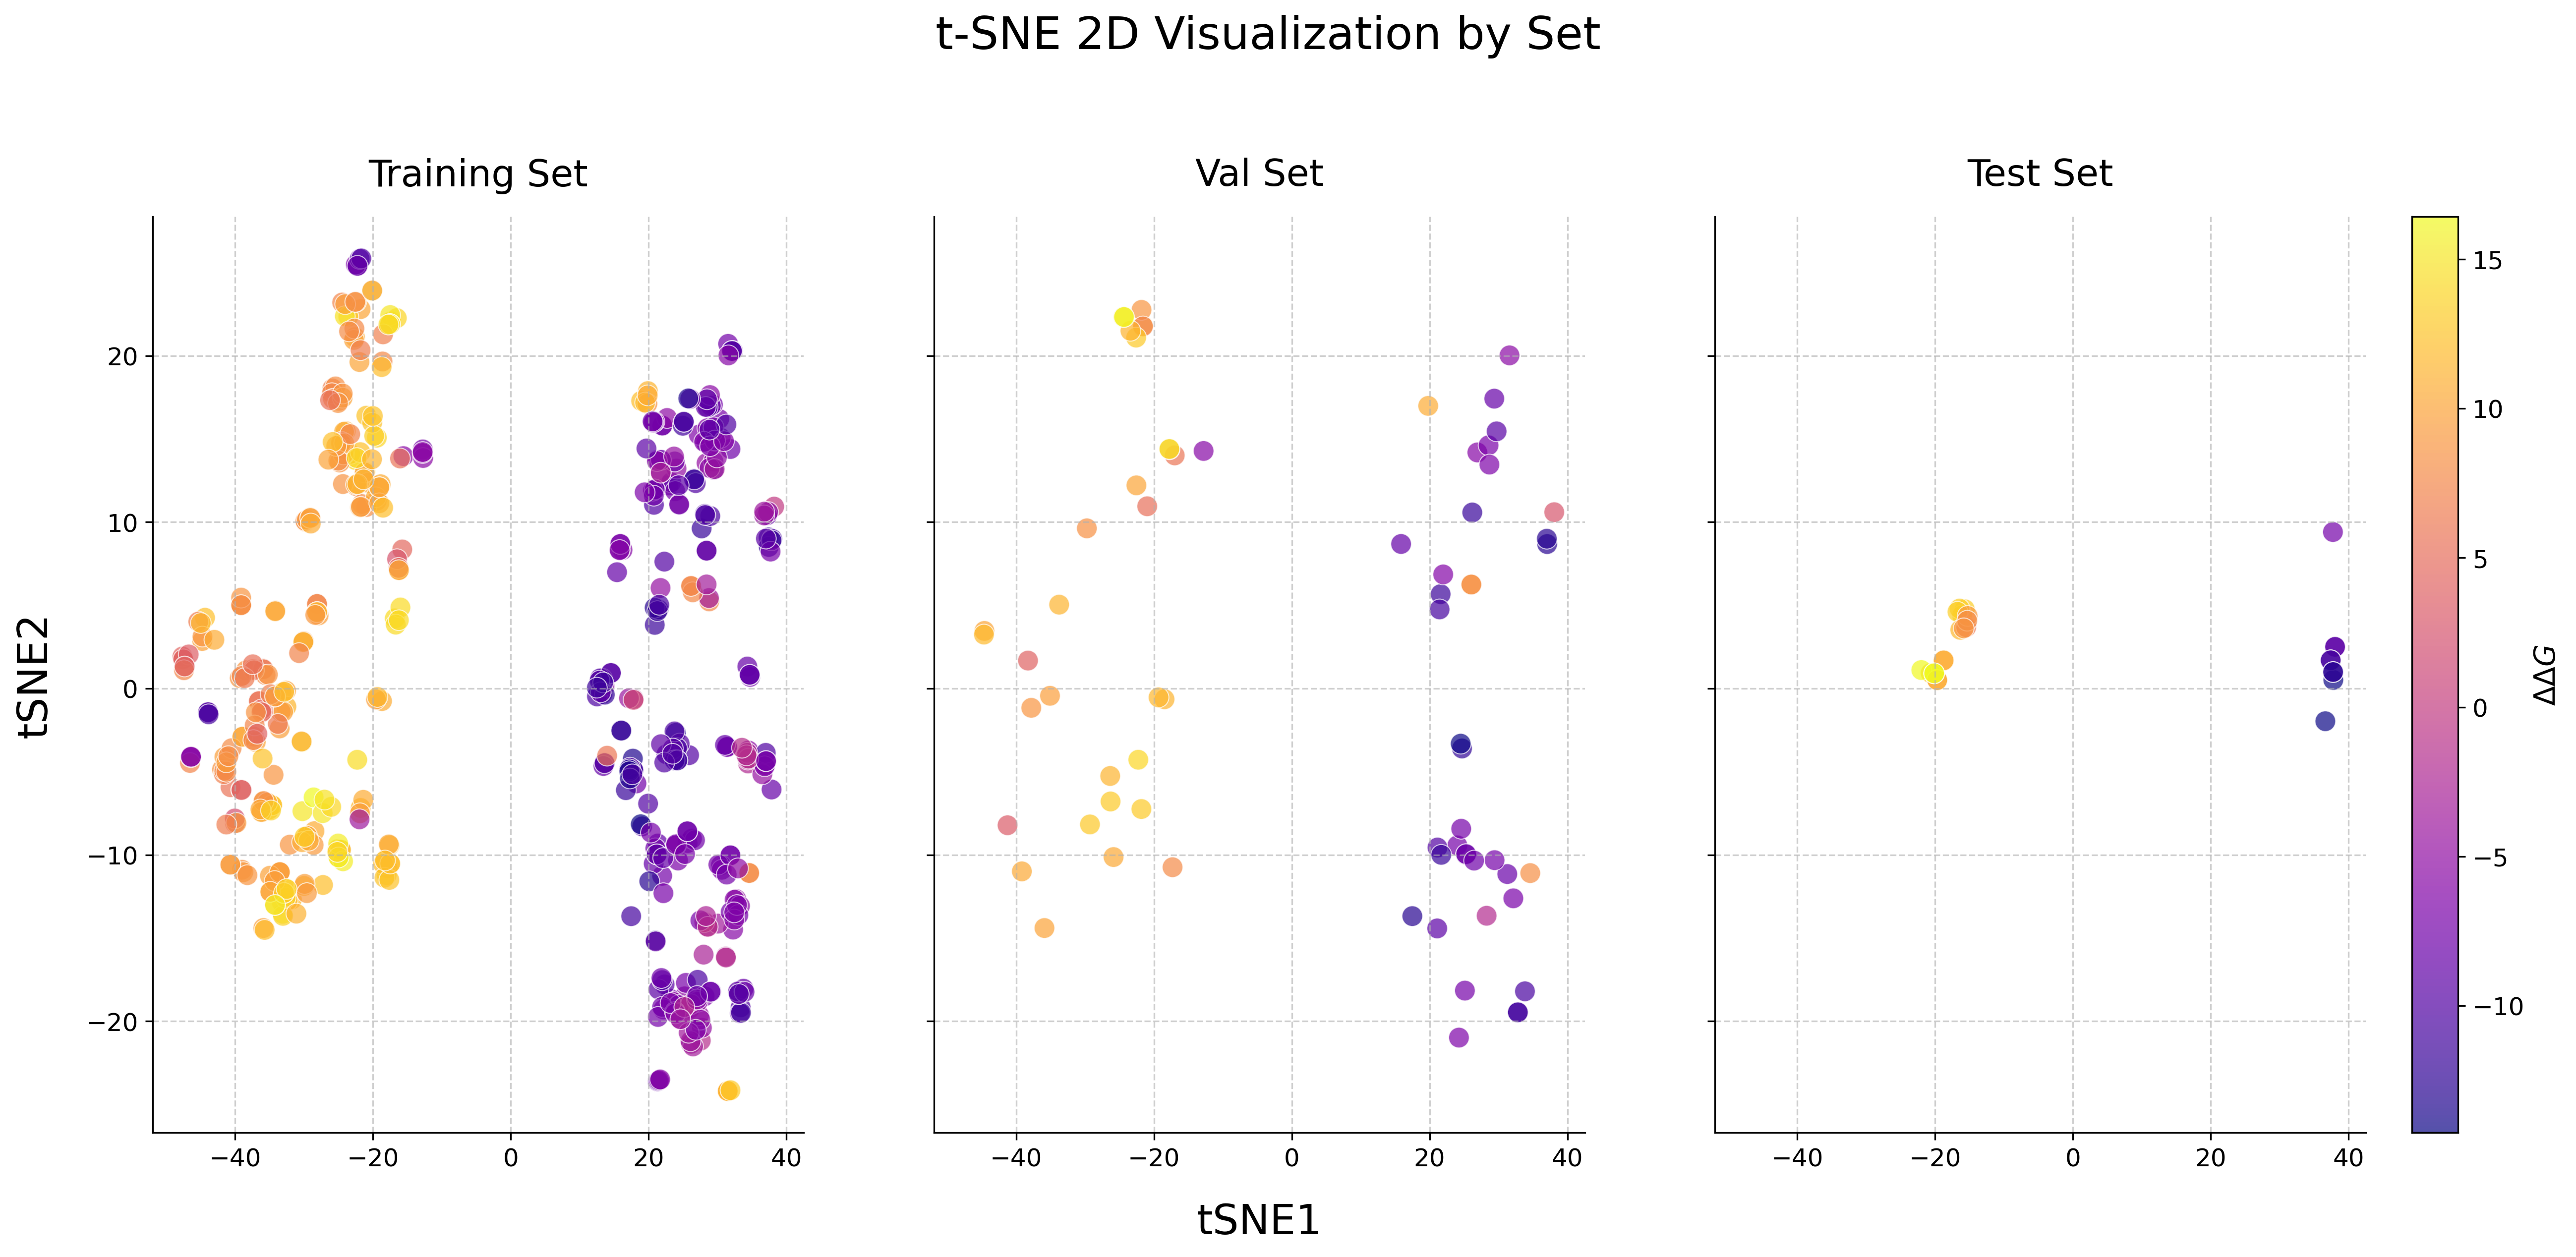 t-SNE 2D Visualization by Set
Training Set
Val Set
Test Set
tSNE2
20
10
0
−10
−20
−40 −20 0 20 40
−40 −20 0 20 40
−40 −20 0 20 40
tSNE1
15
10
5
0
−5
−10
ΔΔG